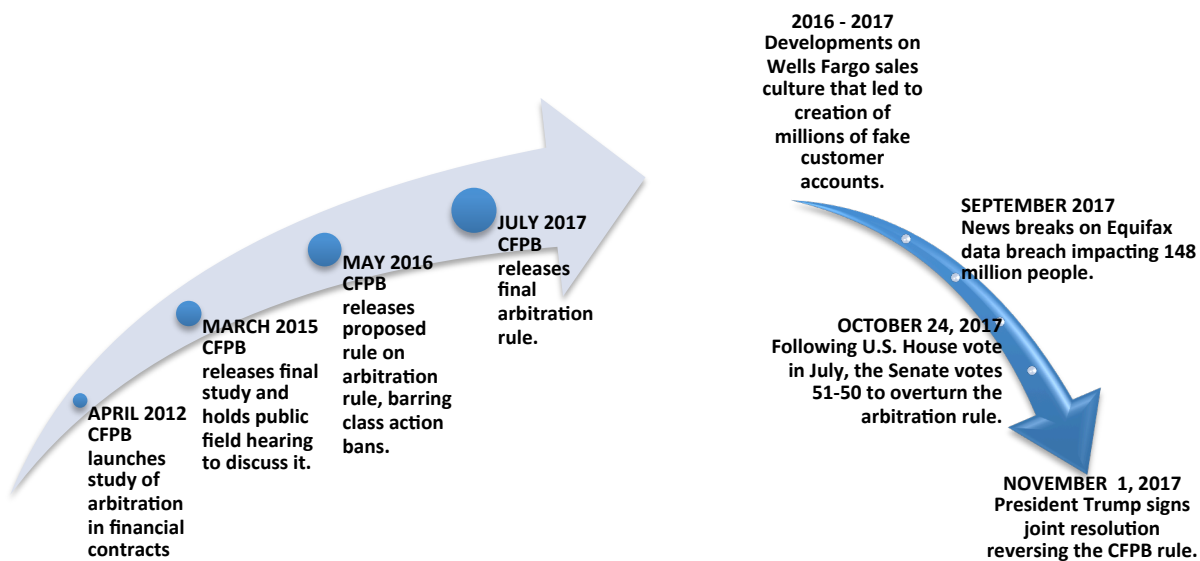 APRIL 2012
CFPB
launches
study of
arbitration
in financial
contracts
MARCH 2015
CFPB
releases final
study and
holds public
field hearing
to discuss it.
MAY 2016
CFPB
releases
proposed
rule on
arbitration
rule, barring
class action
bans.
JULY 2017
CFPB
releases
final
arbitration
rule.
2016 - 2017
Developments on
Wells Fargo sales
culture that led to
creation of
millions of fake
customer
accounts.
SEPTEMBER 2017
News breaks on Equifax
data breach impacting 148
million people.
OCTOBER 24, 2017
Following U.S. House vote
in July, the Senate votes
51-50 to overturn the
arbitration rule.
NOVEMBER 1, 2017
President Trump signs
joint resolution
reversing the CFPB rule.